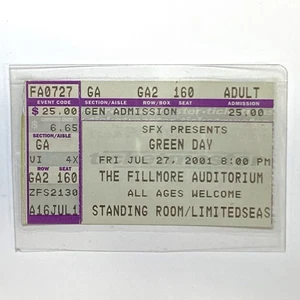 FA0727 GA GA2 160 ADULT
EVENT CODE SECTION/AISLE ROW/BOX SEAT ADMISSION
$ 25.00 GEN ADMISSION 25.00
6.65 SFX PRESENTS
SECTION/AISLE
GA GREEN DAY
VI 4X FRI JUL 27, 2001 8:00 PM
ROW/BOX SEAT
GA2 160 THE FILLMORE AUDITORIUM
ZFS2130 ALL AGES WELCOME
A16JUL1 STANDING ROOM/LIMITEDSEAS